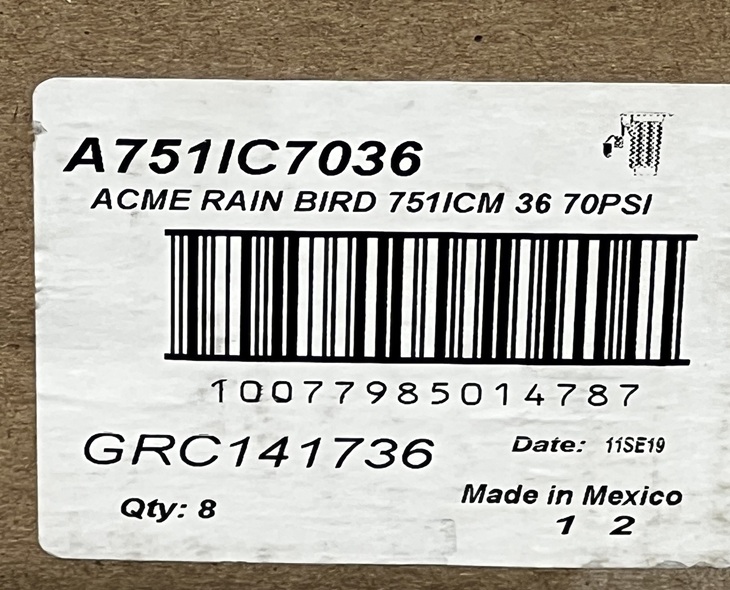 A751IC7036
ACME RAIN BIRD 751ICM 36 70PSI
10077985014787
GRC141736
Date: 11SE19
Qty: 8
Made in Mexico
1 2